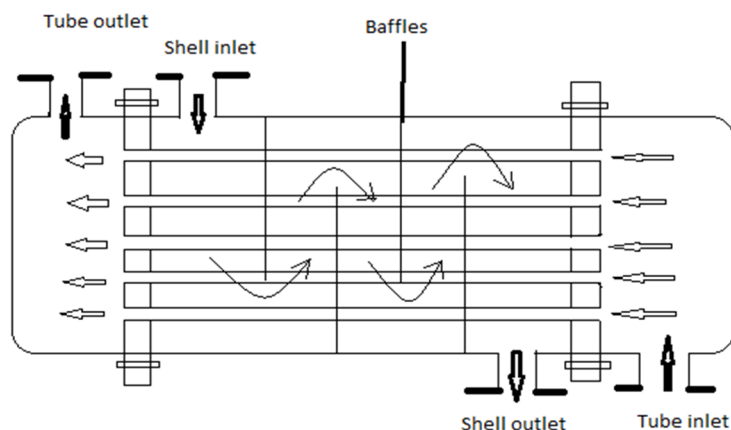 Tube outlet
Shell inlet
Baffles
Shell outlet
Tube inlet